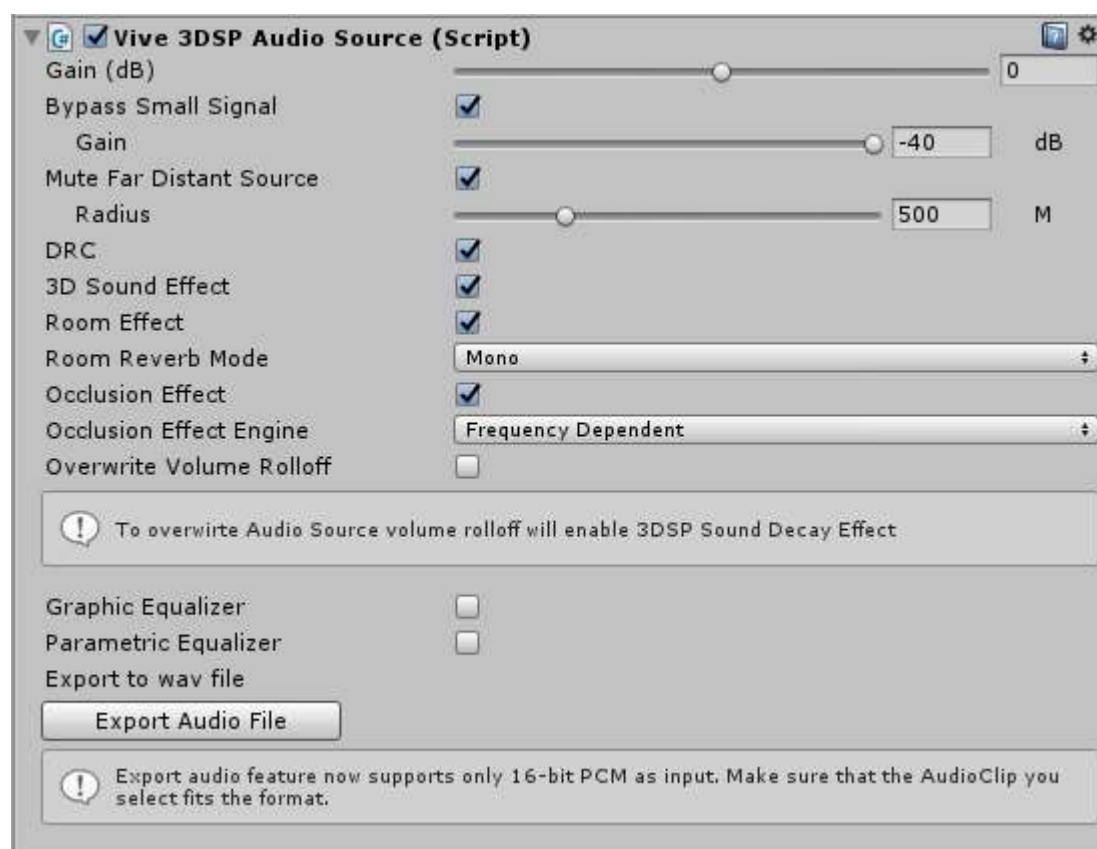 Vive 3DSP Audio Source (Script)
Gain (dB) 0
Bypass Small Signal
Gain -40 dB
Mute Far Distant Source
Radius 500 M
DRC
3D Sound Effect
Room Effect
Room Reverb Mode Mono
Occlusion Effect
Occlusion Effect Engine Frequency Dependent
Overwrite Volume Rolloff
To overwirte Audio Source volume rolloff will enable 3DSP Sound Decay Effect
Graphic Equalizer
Parametric Equalizer
Export to wav file
Export Audio File
Export audio feature now supports only 16-bit PCM as input. Make sure that the AudioClip you
select fits the format.